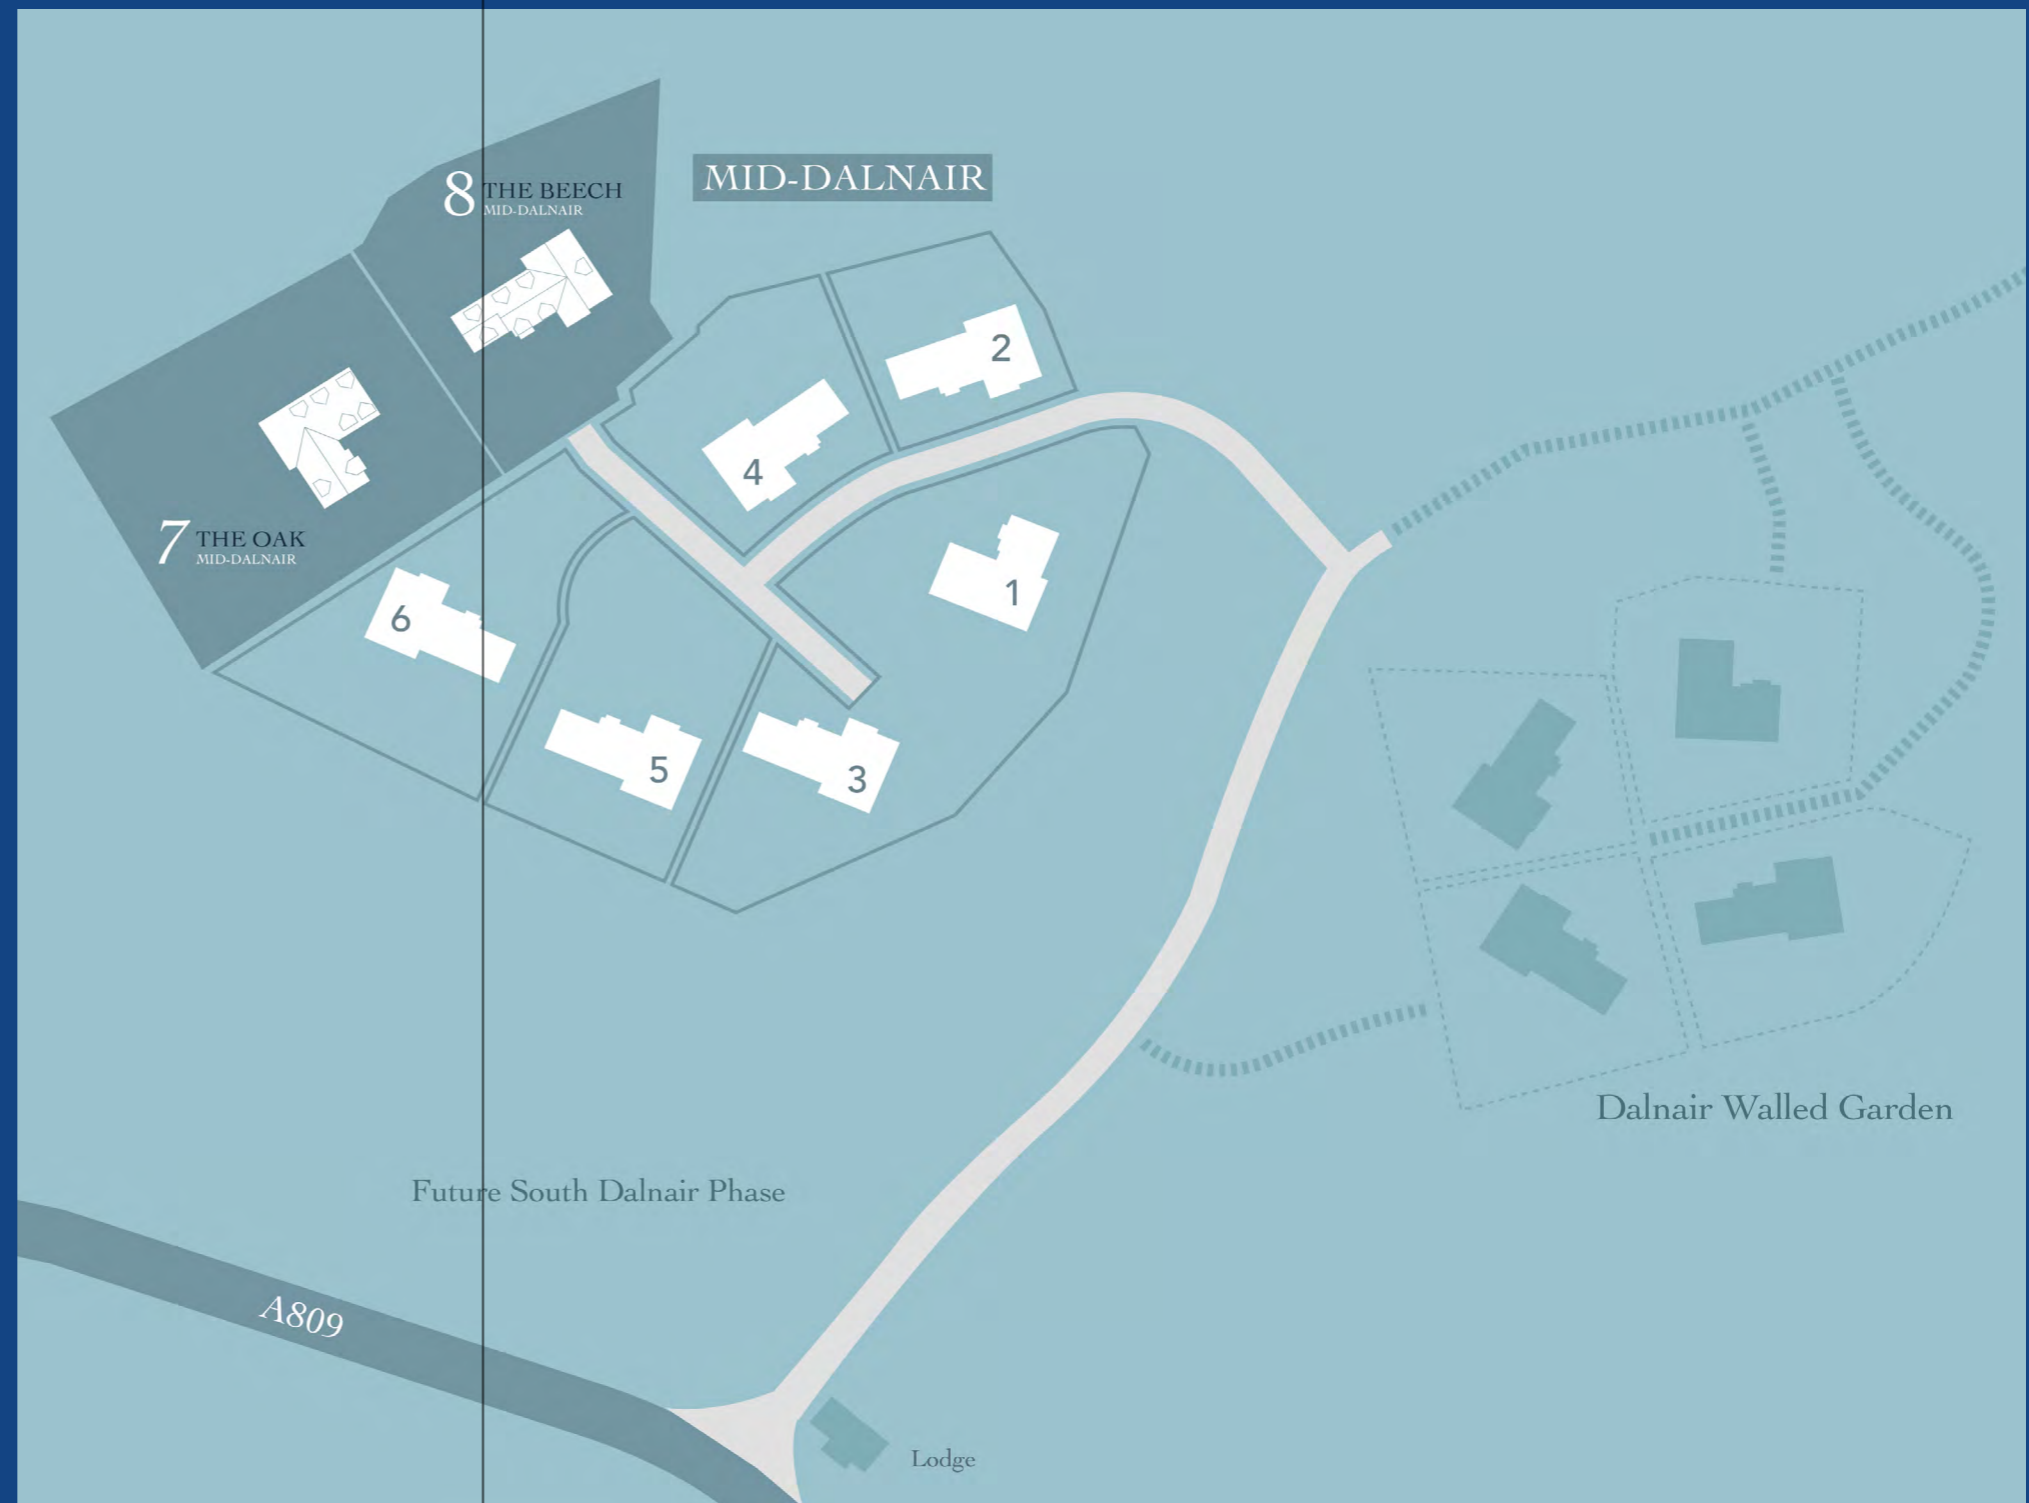 8 THE BEECH
MID-DALNAIR
MID-DALNAIR
2
4
1
7 THE OAK
MID-DALNAIR
6
5
3
Dalnair Walled Garden
Future South Dalnair Phase
A809
Lodge